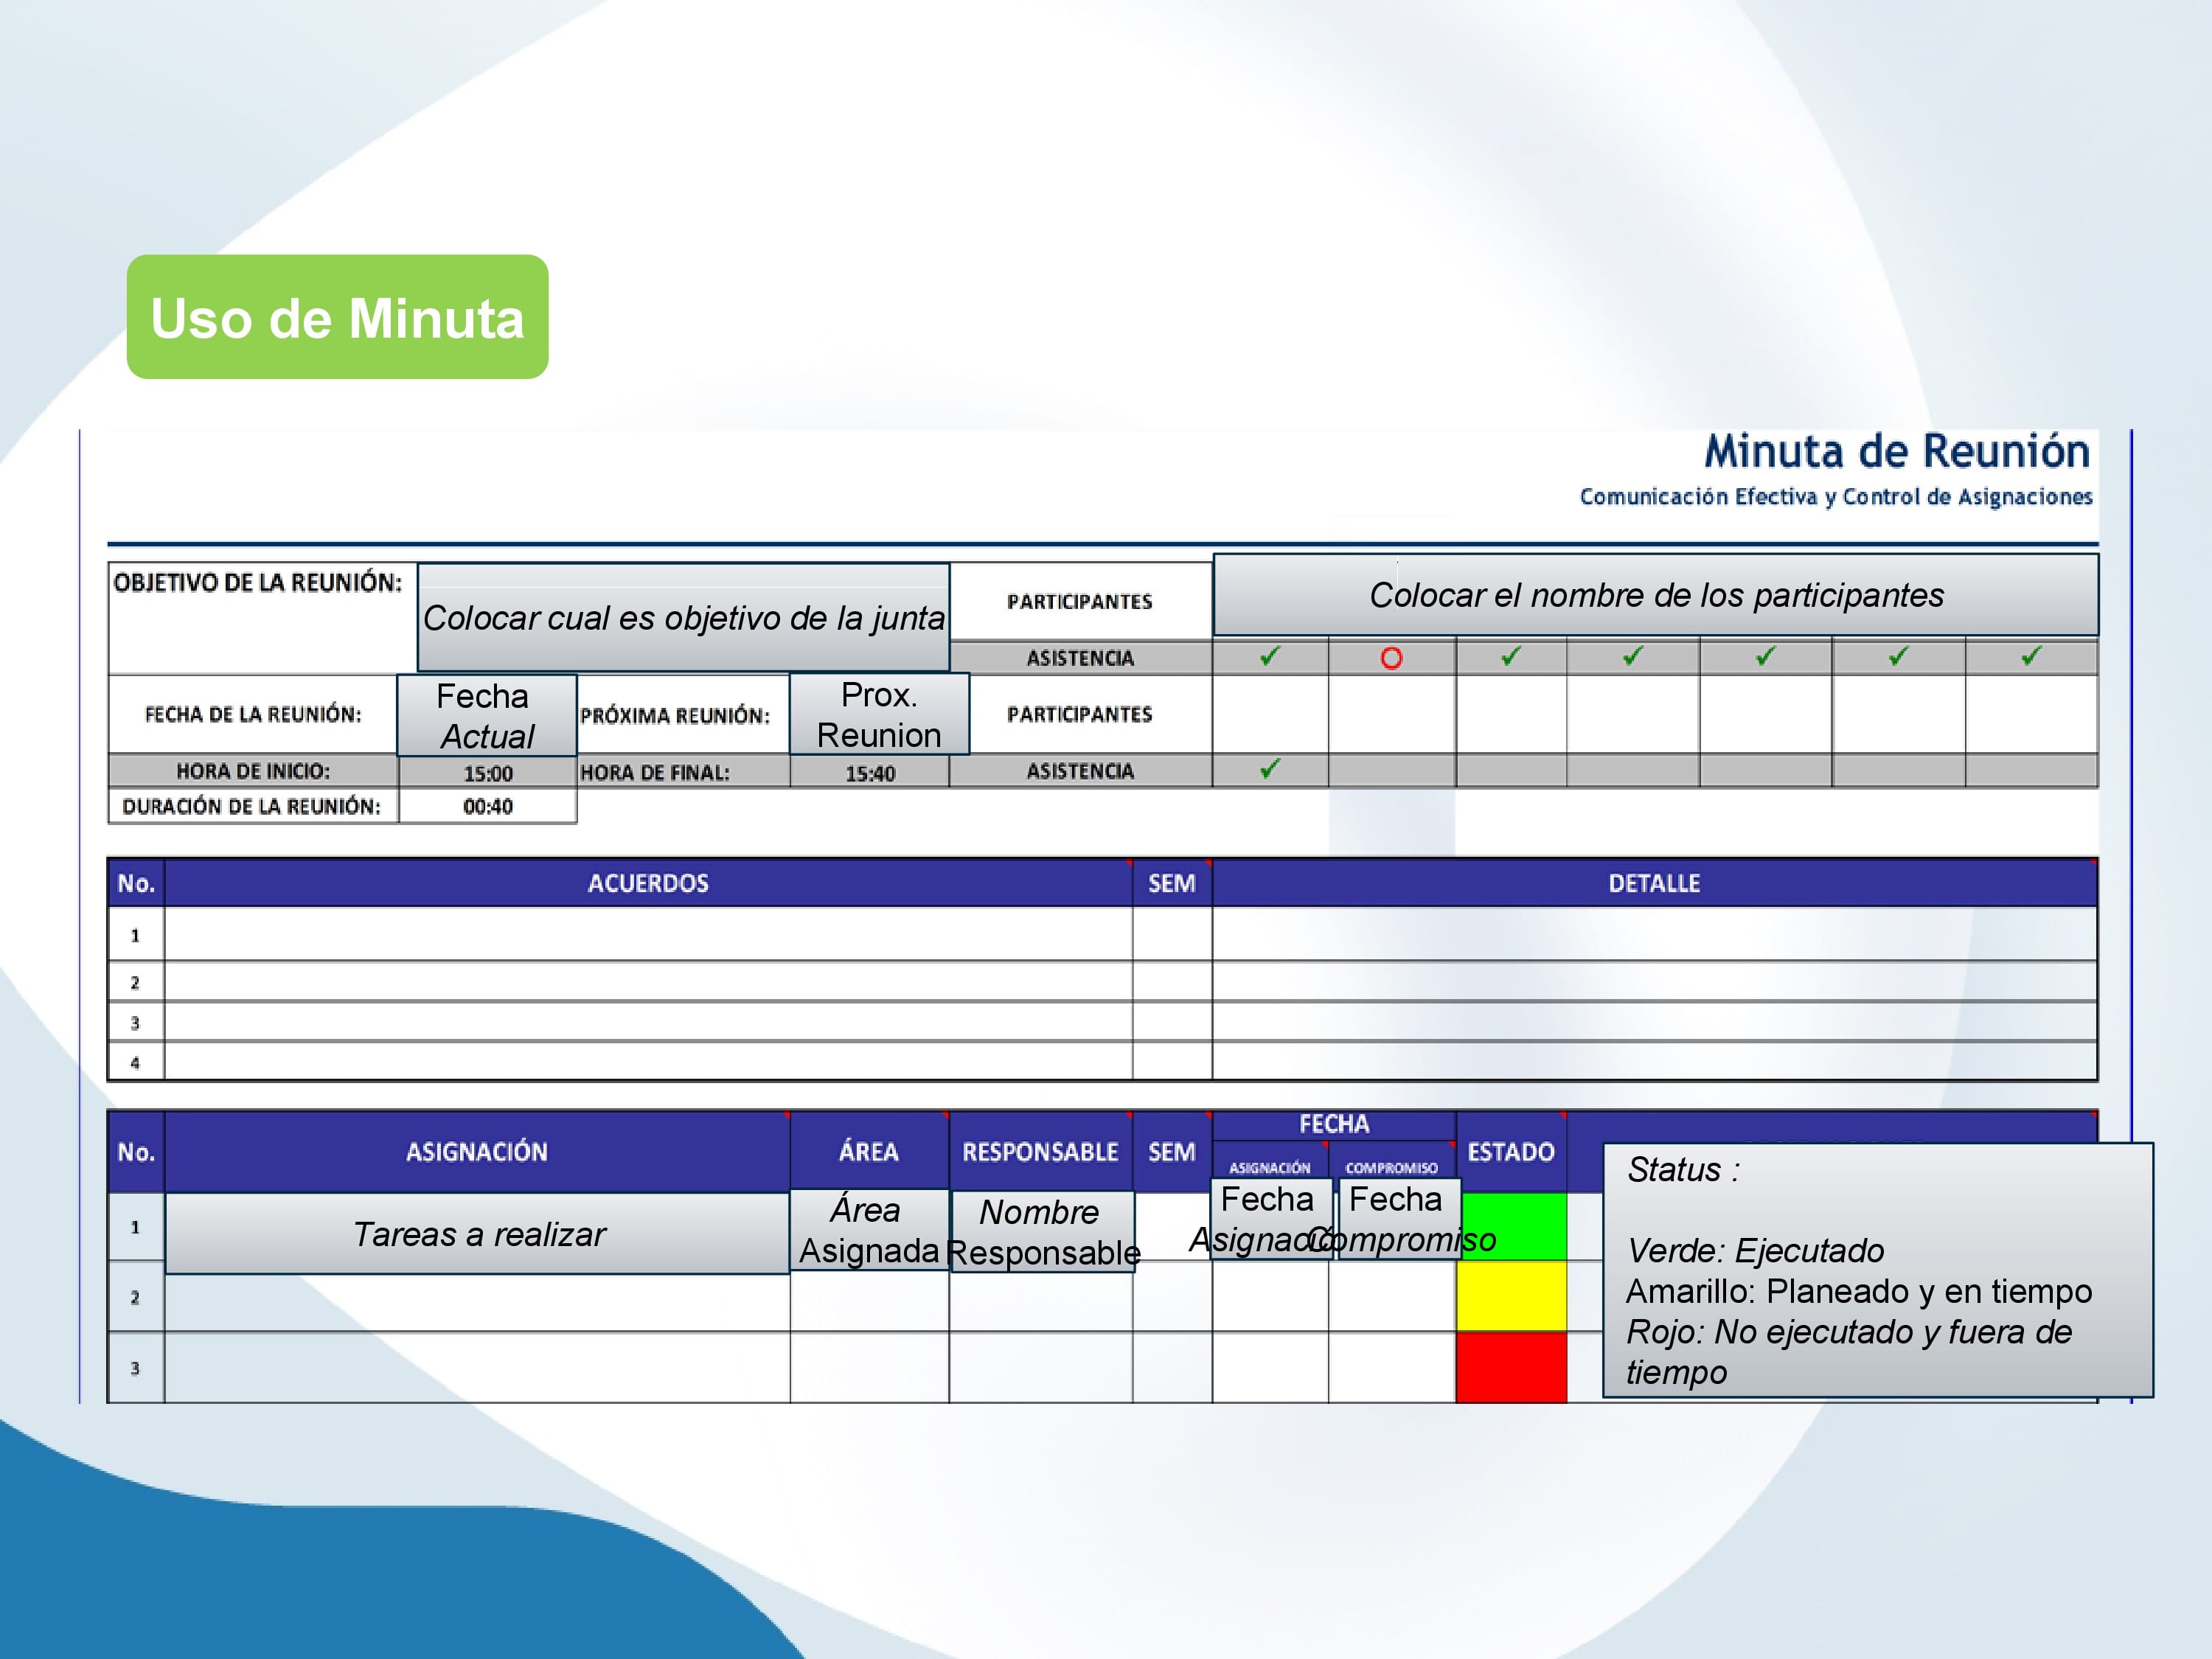 Uso de Minuta
Minuta de Reunión
Comunicación Efectiva y Control de Asignaciones
OBJETIVO DE LA REUNIÓN:
Colocar cual es objetivo de la junta
PARTICIPANTES
Colocar el nombre de los participantes
ASISTENCIA
FECHA DE LA REUNIÓN:
Fecha
Actual
PRÓXIMA REUNIÓN:
Prox.
Reunion
PARTICIPANTES
HORA DE INICIO: 15:00 HORA DE FINAL: 15:40 ASISTENCIA
DURACIÓN DE LA REUNIÓN: 00:40
No. ACUERDOS SEM DETALLE
1
2
3
4
No. ASIGNACIÓN ÁREA RESPONSABLE SEM FECHA ESTADO
ASIGNACIÓN COMPROMISO
1
Tareas a realizar
Área
Asignada
Nombre
Responsable
Fecha
Asignació
Fecha
Compromiso
2
3
Status :
Verde: Ejecutado
Amarillo: Planeado y en tiempo
Rojo: No ejecutado y fuera de
tiempo